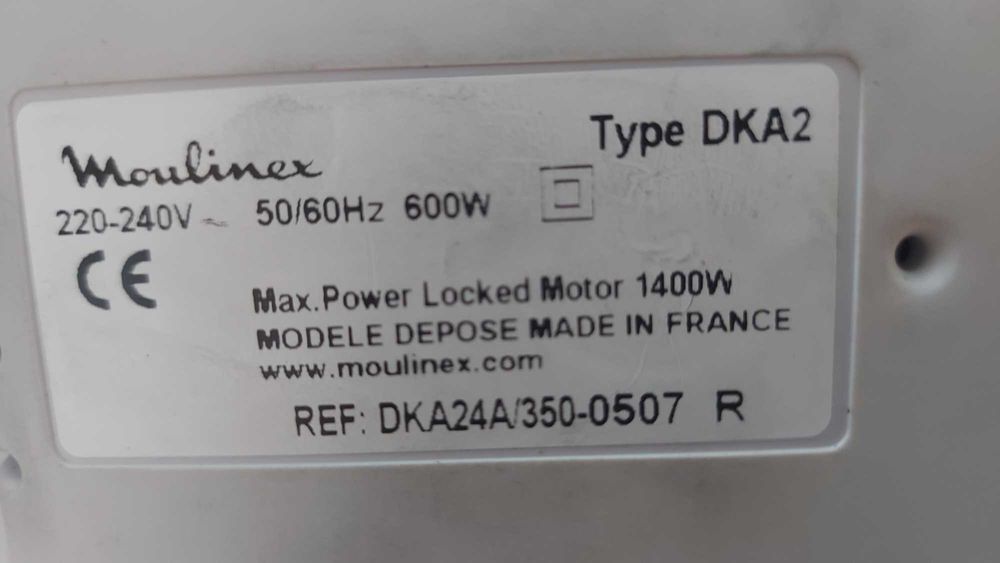 Moulinex
Type DKA2
220-240V ~ 50/60Hz 600W
CE
Max.Power Locked Motor 1400W
MODELE DEPOSE MADE IN FRANCE
www.moulinex.com
REF: DKA24A/350-0507 R